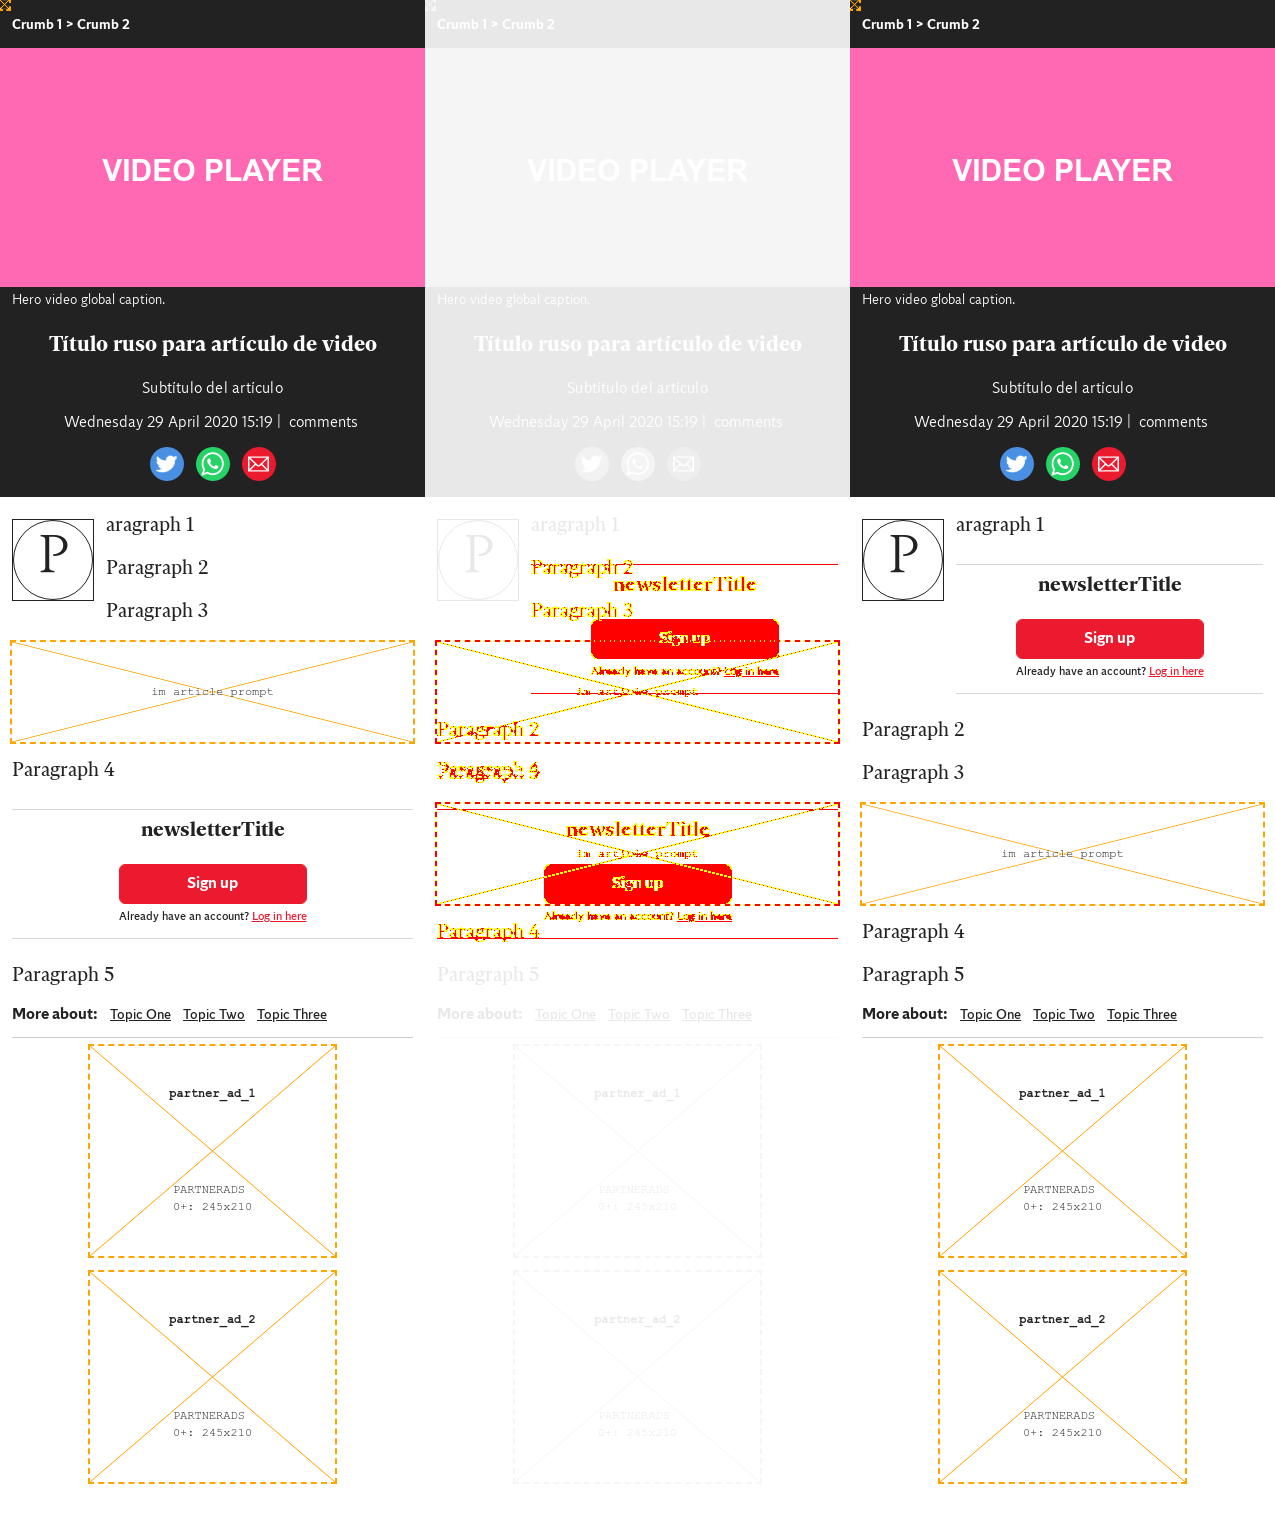 Crumb 1 > Crumb 2
VIDEO PLAYER
Hero video global caption.
Título ruso para artículo de video
Subtítulo del artículo
Wednesday 29 April 2020 15:19 | comments
P
aragraph 1
Paragraph 2
Paragraph 3
im article prompt
Paragraph 4
newsletterTitle
Sign up
Already have an account? Log in here
Paragraph 5
More about: Topic One Topic Two Topic Three
partner_ad_1
PARTNERADS
0+: 245x210
partner_ad_2
PARTNERADS
0+: 245x210
Crumb 1 > Crumb 2
VIDEO PLAYER
Hero video global caption.
Título ruso para artículo de video
Subtítulo del artículo
Wednesday 29 April 2020 15:19 | comments
P
aragraph 1
Paragraph 2
newsletterTitle
Paragraph 3
Sign up
Already have an account? Log in here
im article prompt
Paragraph 2
newsletterTitle
im article prompt
Sign up
Already have an account? Log in here
Paragraph 4
Paragraph 5
More about: Topic One Topic Two Topic Three
partner_ad_1
PARTNERADS
0+: 245x210
partner_ad_2
PARTNERADS
0+: 245x210
Crumb 1 > Crumb 2
VIDEO PLAYER
Hero video global caption.
Título ruso para artículo de video
Subtítulo del artículo
Wednesday 29 April 2020 15:19 | comments
P
aragraph 1
newsletterTitle
Sign up
Already have an account? Log in here
Paragraph 2
Paragraph 3
im article prompt
Paragraph 4
Paragraph 5
More about: Topic One Topic Two Topic Three
partner_ad_1
PARTNERADS
0+: 245x210
partner_ad_2
PARTNERADS
0+: 245x210